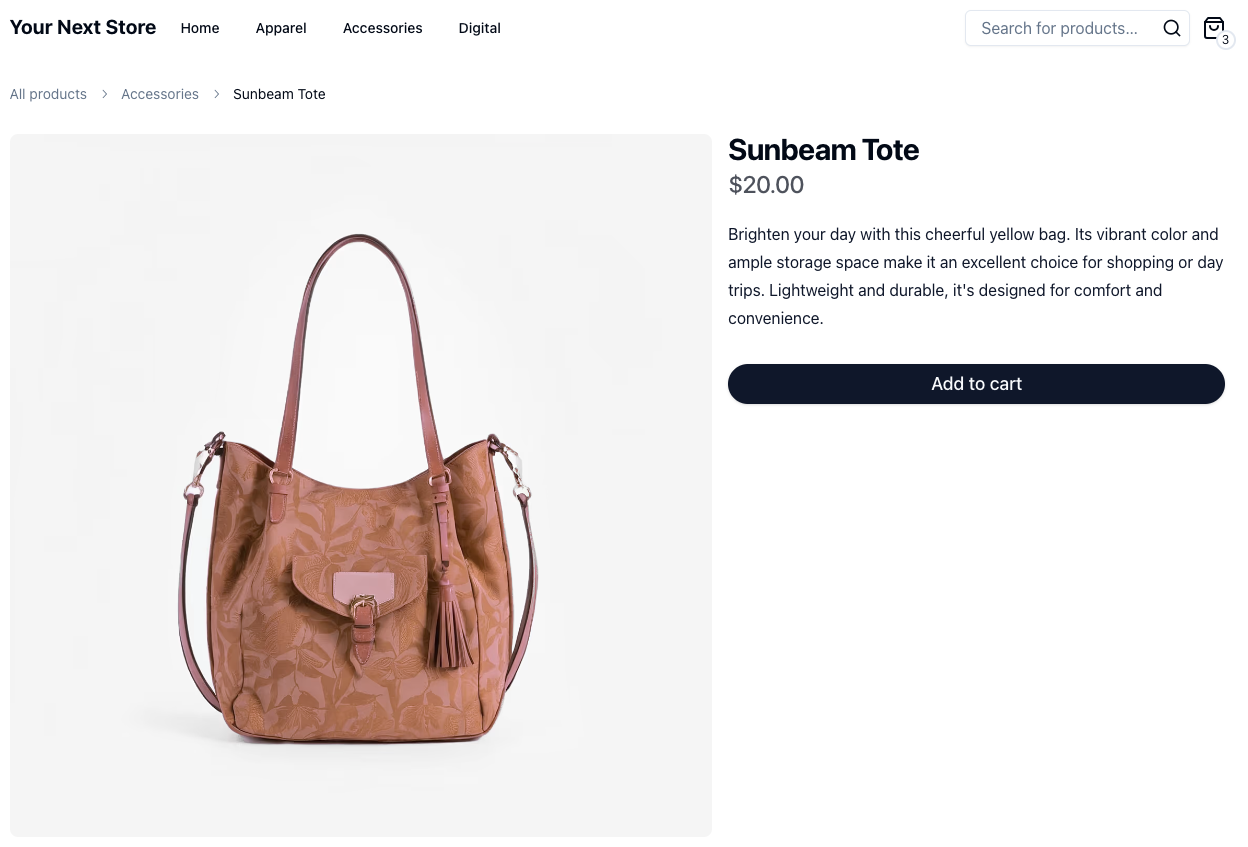 Your Next Store
Home
Apparel
Accessories
Digital
Search for products...
3
All products
Accessories
Sunbeam Tote
Sunbeam Tote
$20.00
Brighten your day with this cheerful yellow bag. Its vibrant color and
ample storage space make it an excellent choice for shopping or day
trips. Lightweight and durable, it's designed for comfort and
convenience.
Add to cart